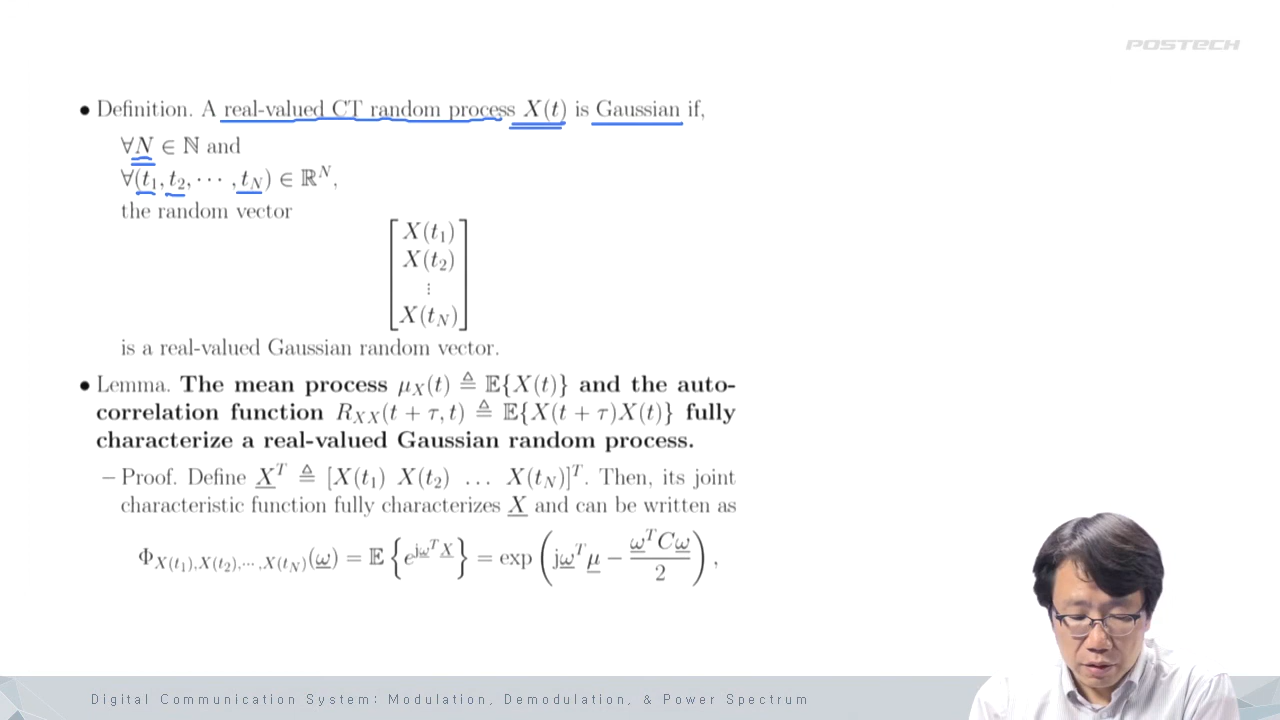 POSTECH
• Definition. A real-valued CT random process X(t) is Gaussian if,
∀N ∈ ℕ and
∀(t₁, t₂, ⋯ , t_N) ∈ ℝ^N,
the random vector
[X(t₁)
X(t₂)
⋮
X(t_N)]
is a real-valued Gaussian random vector.
• Lemma. The mean process μ_X(t) ≜ 𝔼{X(t)} and the auto-
correlation function R_XX(t + τ, t) ≜ 𝔼{X(t + τ)X(t)} fully
characterize a real-valued Gaussian random process.
– Proof. Define X^T ≜ [X(t₁) X(t₂) … X(t_N)]^T. Then, its joint
characteristic function fully characterizes X and can be written as
Φ_{X(t₁),X(t₂),⋯,X(t_N)}(ω) = 𝔼{e^{jω^T X}} = exp(jω^T μ − ω^T Cω / 2),
Digital Communication System: Modulation, Demodulation, & Power Spectrum